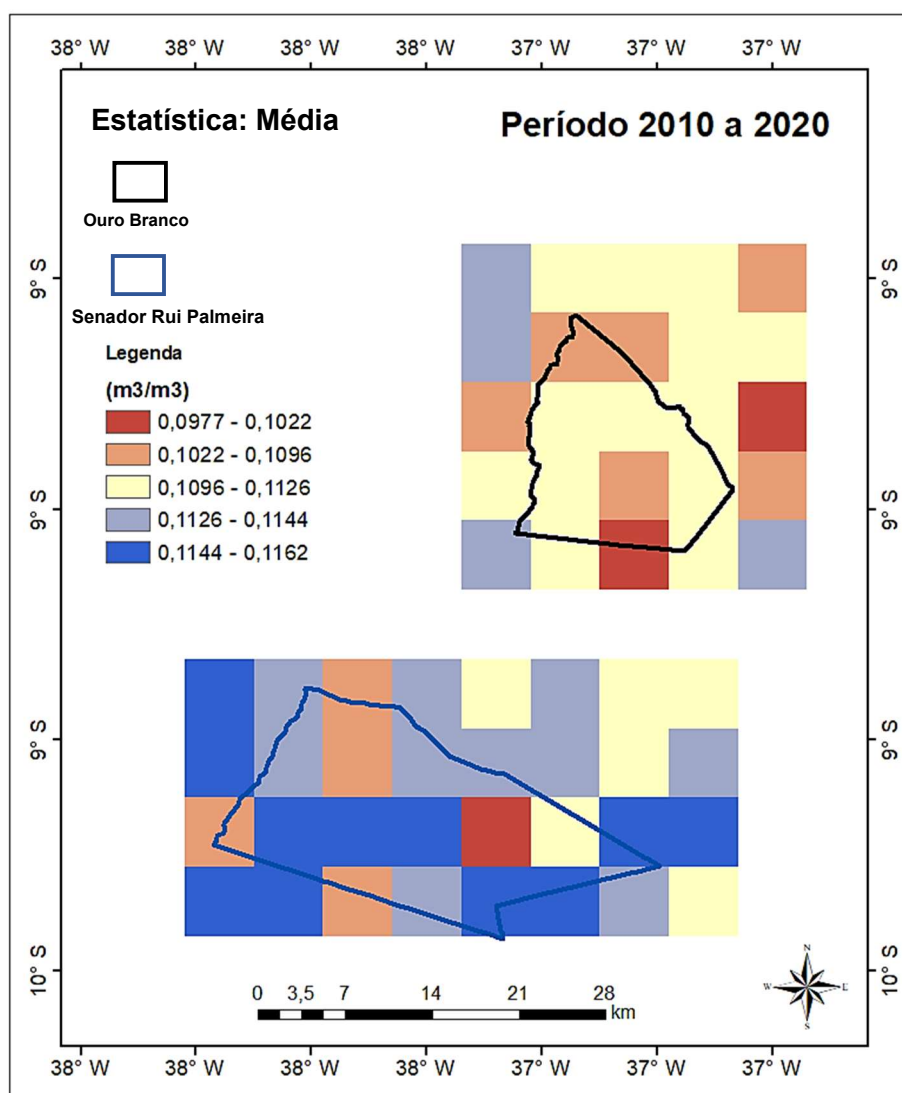 38° W 38° W 38° W 38° W 37° W 37° W 37° W
Estatística: Média
Período 2010 a 2020
Ouro Branco
Senador Rui Palmeira
Legenda
(m3/m3)
0,0977 - 0,1022
0,1022 - 0,1096
0,1096 - 0,1126
0,1126 - 0,1144
0,1144 - 0,1162
9° S 9° S
9° S 9° S
9° S 9° S
10° S 10° S
0 3,5 7 14 21 28
km
N
W E
S
38° W 38° W 38° W 38° W 37° W 37° W 37° W